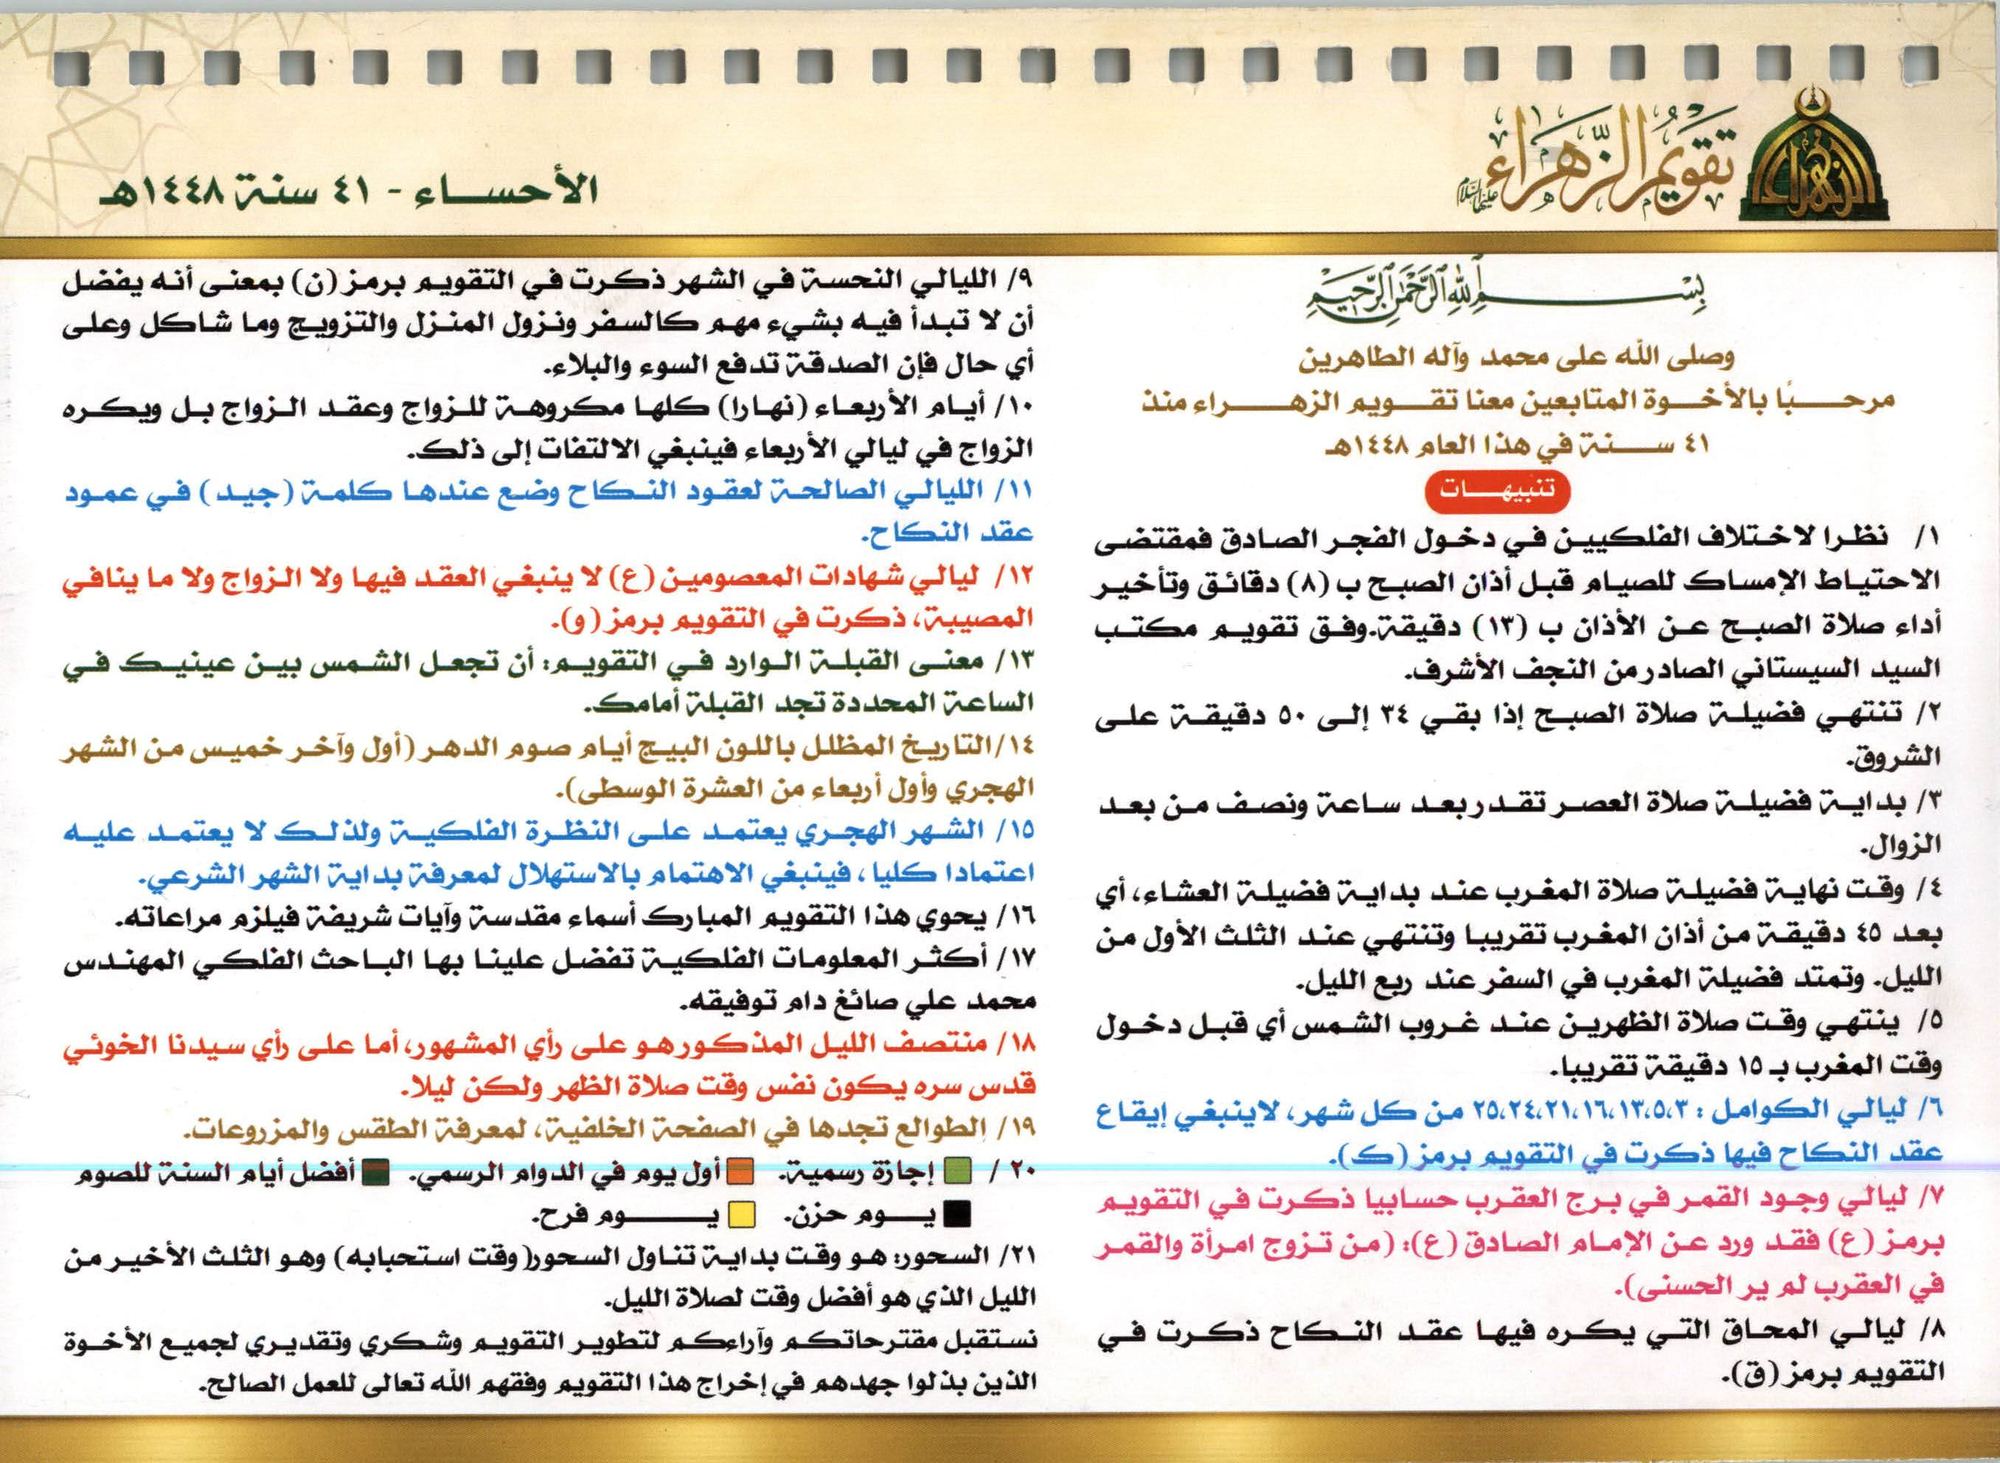 تقويم الزهراء عليها السلام
الأحساء - ٤١ سنة ١٤٤٨هـ
بسم الله الرحمن الرحيم
وصلى الله على محمد وآله الطاهرين
مرحبًا بالأخوة المتابعين معنا تقويم الزهراء منذ
٤١ سنة في هذا العام ١٤٤٨هـ
تنبيهات
١/ نظرا لاختلاف الفلكيين في دخول الفجر الصادق فمقتضى
الاحتياط الإمساك للصيام قبل أذان الصبح ب (٨) دقائق وتأخير
أداء صلاة الصبح عن الأذان ب (١٣) دقيقة.وفق تقويم مكتب
السيد السيستاني الصادر من النجف الأشرف.
٢/ تنتهي فضيلة صلاة الصبح إذا بقي ٣٤ إلى ٥٠ دقيقة على
الشروق.
٣/ بداية فضيلة صلاة العصر تقدر بعد ساعة ونصف من بعد
الزوال.
٤/ وقت نهاية فضيلة صلاة المغرب عند بداية فضيلة العشاء، أي
بعد ٤٥ دقيقة من أذان المغرب تقريبا وتنتهي عند الثلث الأول من
الليل. وتمتد فضيلة المغرب في السفر عند ربع الليل.
٥/ ينتهي وقت صلاة الظهرين عند غروب الشمس أي قبل دخول
وقت المغرب بـ ١٥ دقيقة تقريبا.
٦/ ليالي الكوامل : ٢٥،٢٤،٢١،١٦،١٣،٥،٣ من كل شهر، لاينبغي إيقاع
عقد النكاح فيها ذكرت في التقويم برمز (ك).
٧/ ليالي وجود القمر في برج العقرب حسابيا ذكرت في التقويم
برمز (ع) فقد ورد عن الإمام الصادق (ع): (من تزوج امرأة والقمر
في العقرب لم ير الحسنى).
٨/ ليالي المحاق التي يكره فيها عقد النكاح ذكرت في
التقويم برمز (ق).
٩/ الليالي النحسة في الشهر ذكرت في التقويم برمز (ن) بمعنى أنه يفضل
أن لا تبدأ فيه بشيء مهم كالسفر ونزول المنزل والتزويج وما شاكل وعلى
أي حال فإن الصدقة تدفع السوء والبلاء.
١٠/ أيام الأربعاء (نهارا) كلها مكروهة للزواج وعقد الزواج بل ويكره
الزواج في ليالي الأربعاء فينبغي الالتفات إلى ذلك.
١١/ الليالي الصالحة لعقود النكاح وضع عندها كلمة (جيد) في عمود
عقد النكاح.
١٢/ ليالي شهادات المعصومين (ع) لا ينبغي العقد فيها ولا الزواج ولا ما ينافي
المصيبة، ذكرت في التقويم برمز (و).
١٣/ معنى القبلة الوارد في التقويم: أن تجعل الشمس بين عينيك في
الساعة المحددة تجد القبلة أمامك.
١٤/التاريخ المظلل باللون البيج أيام صوم الدهر (أول وآخر خميس من الشهر
الهجري وأول أربعاء من العشرة الوسطى).
١٥/ الشهر الهجري يعتمد على النظرة الفلكية ولذلك لا يعتمد عليه
اعتمادا كليا ، فينبغي الاهتمام بالاستهلال لمعرفة بداية الشهر الشرعي.
١٦/ يحوي هذا التقويم المبارك أسماء مقدسة وآيات شريفة فيلزم مراعاته.
١٧/ أكثر المعلومات الفلكية تفضل علينا بها الباحث الفلكي المهندس
محمد علي صائغ دام توفيقه.
١٨/ منتصف الليل المذكور هو على رأي المشهور، أما على رأي سيدنا الخوئي
قدس سره يكون نفس وقت صلاة الظهر ولكن ليلا.
١٩/ الطوالع تجدها في الصفحة الخلفية، لمعرفة الطقس والمزروعات.
٢٠ / إجازة رسمية. أول يوم في الدوام الرسمي. أفضل أيام السنة للصوم
يوم حزن. يوم فرح.
٢١/ السحور: هو وقت بداية تناول السحور(وقت استحبابه) وهو الثلث الأخير من
الليل الذي هو أفضل وقت لصلاة الليل.
نستقبل مقترحاتكم وآراءكم لتطوير التقويم وشكري وتقديري لجميع الأخوة
الذين بذلوا جهدهم في إخراج هذا التقويم وفقهم الله تعالى للعمل الصالح.